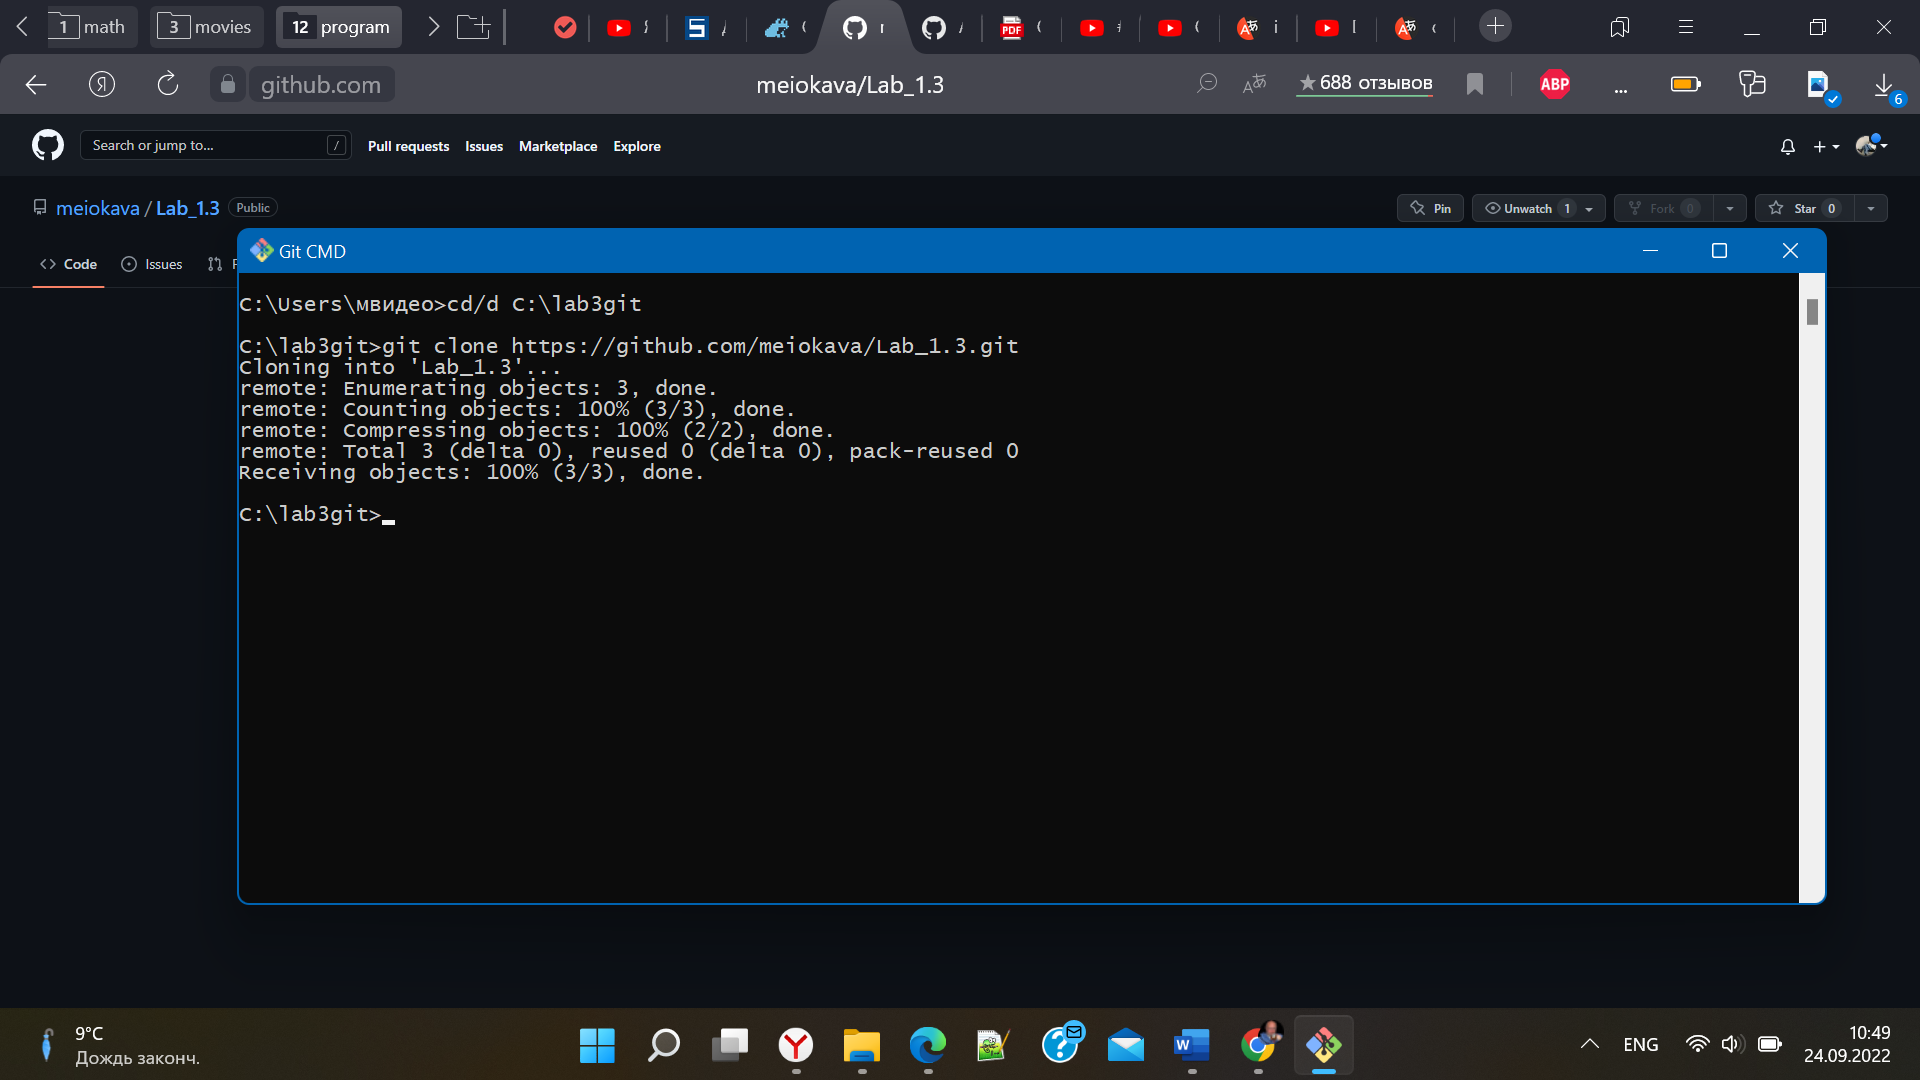 1 math
3 movies
12 program
github.com
meiokava/Lab_1.3
688 отзывов
ABP
...
6
Search or jump to...
/
Pull requests
Issues
Marketplace
Explore
meiokava / Lab_1.3
Public
Pin
Unwatch 1
Fork 0
Star 0
Code
Issues
Git CMD
C:\Users\мвидео>cd/d C:\lab3git
C:\lab3git>git clone https://github.com/meiokava/Lab_1.3.git
Cloning into 'Lab_1.3'...
remote: Enumerating objects: 3, done.
remote: Counting objects: 100% (3/3), done.
remote: Compressing objects: 100% (2/2), done.
remote: Total 3 (delta 0), reused 0 (delta 0), pack-reused 0
Receiving objects: 100% (3/3), done.
C:\lab3git>
9°C
Дождь законч.
ENG
10:49
24.09.2022